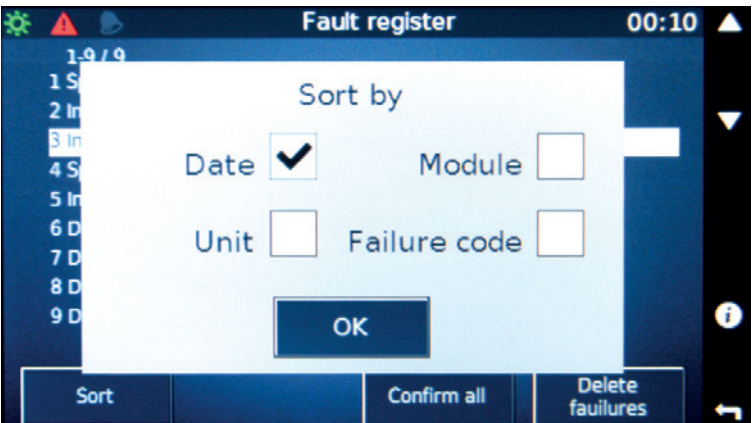 Fault register 00:10
1-9 / 9
1 S
2 In
3 In
4 S
5 In
6 D
7 D
8 D
9 D
Sort by
Date Module
Unit Failure code
OK
Sort
Confirm all
Delete
fauilures
i